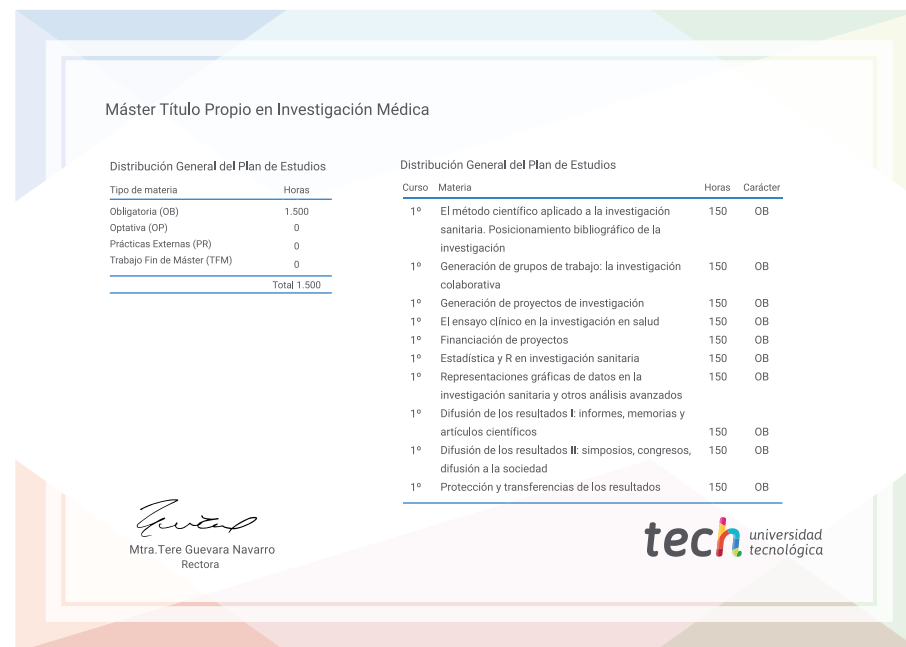 Máster Título Propio en Investigación Médica
Distribución General del Plan de Estudios
Tipo de materia Horas
Obligatoria (OB) 1.500
Optativa (OP) 0
Prácticas Externas (PR) 0
Trabajo Fin de Máster (TFM) 0
Total 1.500
Distribución General del Plan de Estudios
Curso Materia Horas Carácter
1º El método científico aplicado a la investigación 150 OB
sanitaria. Posicionamiento bibliográfico de la
investigación
1º Generación de grupos de trabajo: la investigación 150 OB
colaborativa
1º Generación de proyectos de investigación 150 OB
1º El ensayo clínico en la investigación en salud 150 OB
1º Financiación de proyectos 150 OB
1º Estadística y R en investigación sanitaria 150 OB
1º Representaciones gráficas de datos en la 150 OB
investigación sanitaria y otros análisis avanzados
1º Difusión de los resultados I: informes, memorias y
artículos científicos 150 OB
1º Difusión de los resultados II: simposios, congresos, 150 OB
difusión a la sociedad
1º Protección y transferencias de los resultados 150 OB
Mtra.Tere Guevara Navarro
Rectora
tech universidad
tecnológica